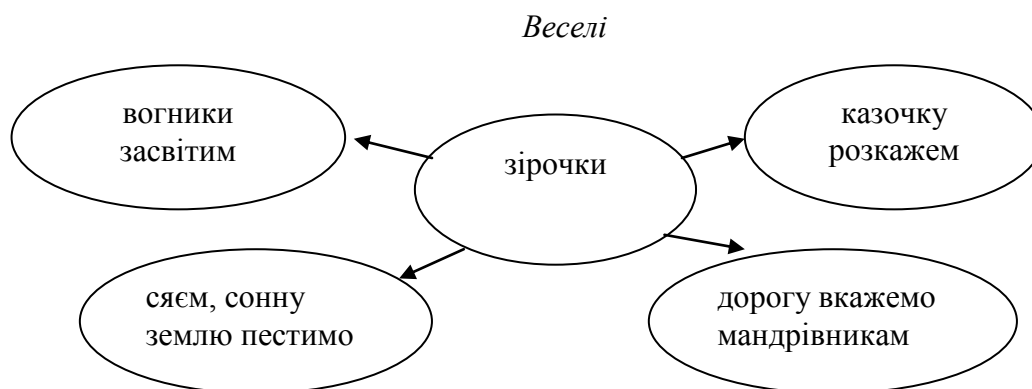 Веселі
вогники
засвітим
зірочки
казочку
розкажем
сяєм, сонну
землю пестимо
дорогу вкажемо
мандрівникам